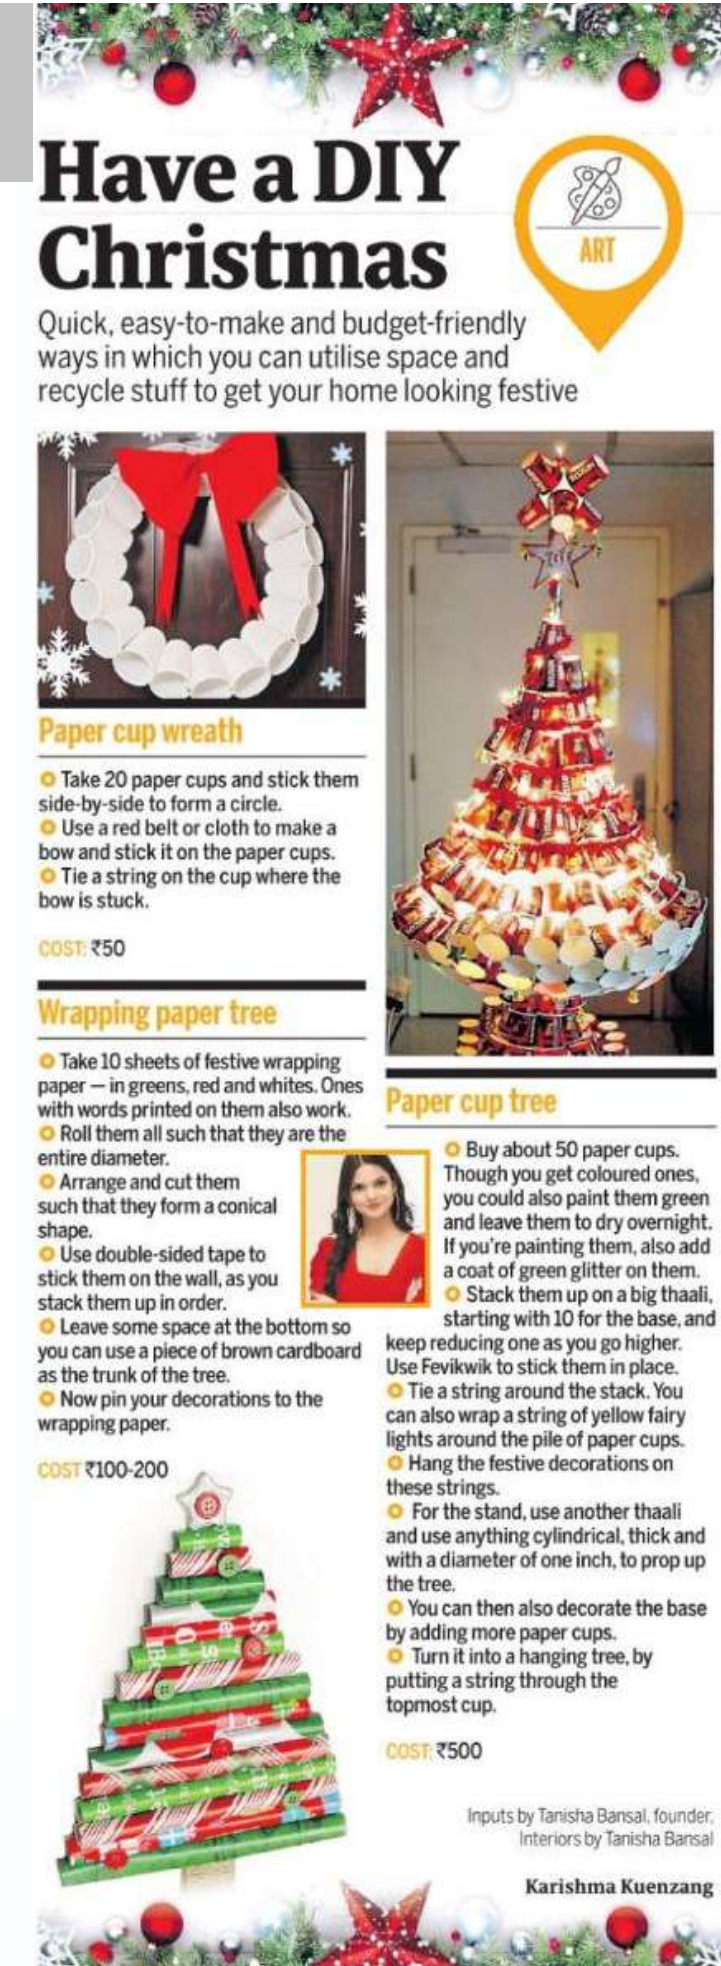 Have a DIY
Christmas
ART
Quick, easy-to-make and budget-friendly
ways in which you can utilise space and
recycle stuff to get your home looking festive
Paper cup wreath
Take 20 paper cups and stick them
side-by-side to form a circle.
Use a red belt or cloth to make a
bow and stick it on the paper cups.
Tie a string on the cup where the
bow is stuck.
COST: ₹50
Wrapping paper tree
Take 10 sheets of festive wrapping
paper — in greens, red and whites. Ones
with words printed on them also work.
Roll them all such that they are the
entire diameter.
Arrange and cut them
such that they form a conical
shape.
Use double-sided tape to
stick them on the wall, as you
stack them up in order.
Leave some space at the bottom so
you can use a piece of brown cardboard
as the trunk of the tree.
Now pin your decorations to the
wrapping paper.
COST ₹100-200
Paper cup tree
Buy about 50 paper cups.
Though you get coloured ones,
you could also paint them green
and leave them to dry overnight.
If you're painting them, also add
a coat of green glitter on them.
Stack them up on a big thaali,
starting with 10 for the base, and
keep reducing one as you go higher.
Use Fevikwik to stick them in place.
Tie a string around the stack. You
can also wrap a string of yellow fairy
lights around the pile of paper cups.
Hang the festive decorations on
these strings.
For the stand, use another thaali
and use anything cylindrical, thick and
with a diameter of one inch, to prop up
the tree.
You can then also decorate the base
by adding more paper cups.
Turn it into a hanging tree, by
putting a string through the
topmost cup.
COST: ₹500
Inputs by Tanisha Bansal, founder,
Interiors by Tanisha Bansal
Karishma Kuenzang